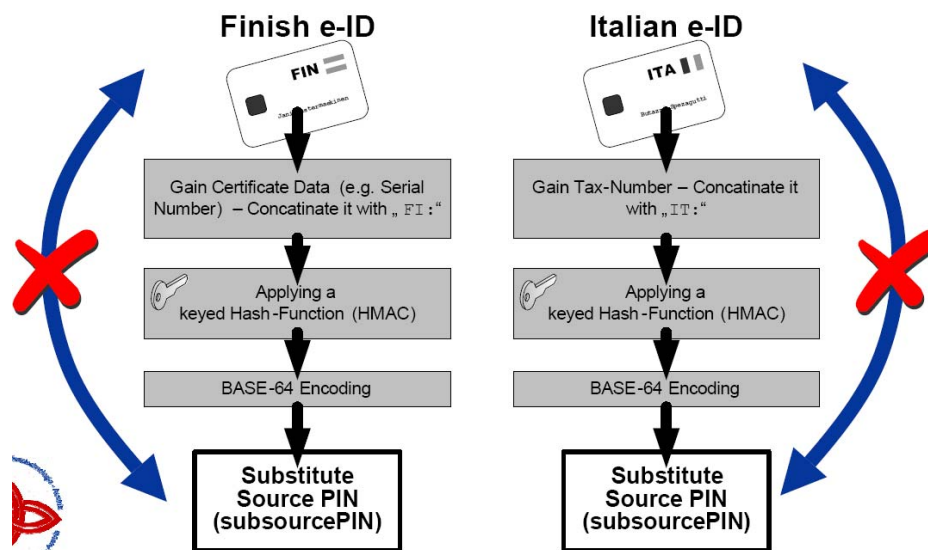 Finish e-ID
FIN
Gain Certificate Data (e.g. Serial
Number) – Concatinate it with „ FI:“
Applying a
keyed Hash-Function (HMAC)
BASE-64 Encoding
Substitute
Source PIN
(subsourcePIN)
Italian e-ID
ITA
Gain Tax-Number – Concatinate it
with „IT:“
Applying a
keyed Hash-Function (HMAC)
BASE-64 Encoding
Substitute
Source PIN
(subsourcePIN)